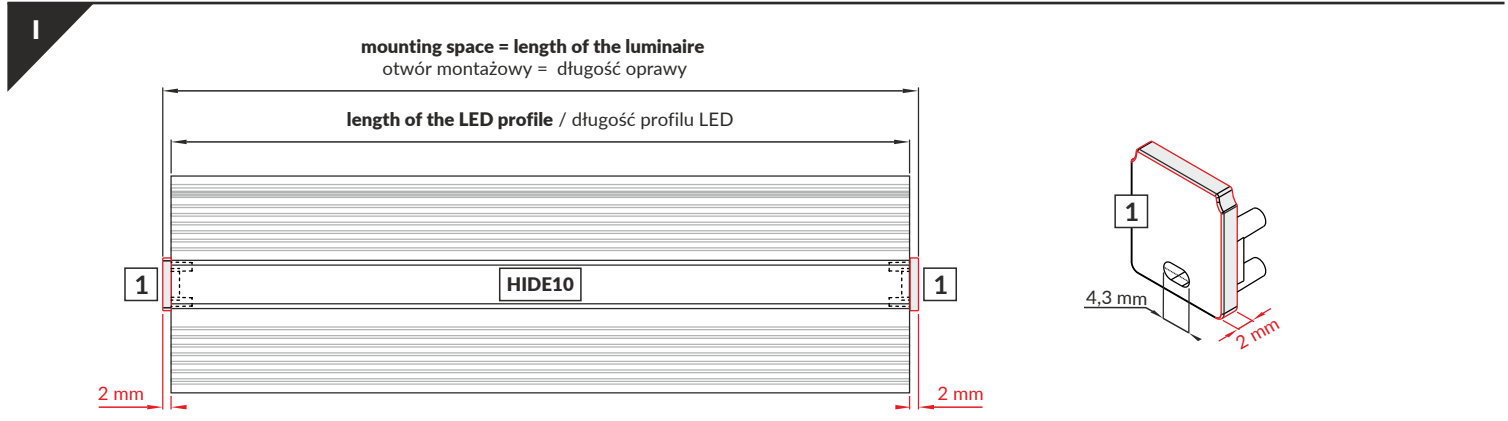 I
mounting space = length of the luminaire
otwór montażowy = długość oprawy
length of the LED profile / długość profilu LED
1
HIDE10
1
2 mm
2 mm
1
4,3 mm
2 mm